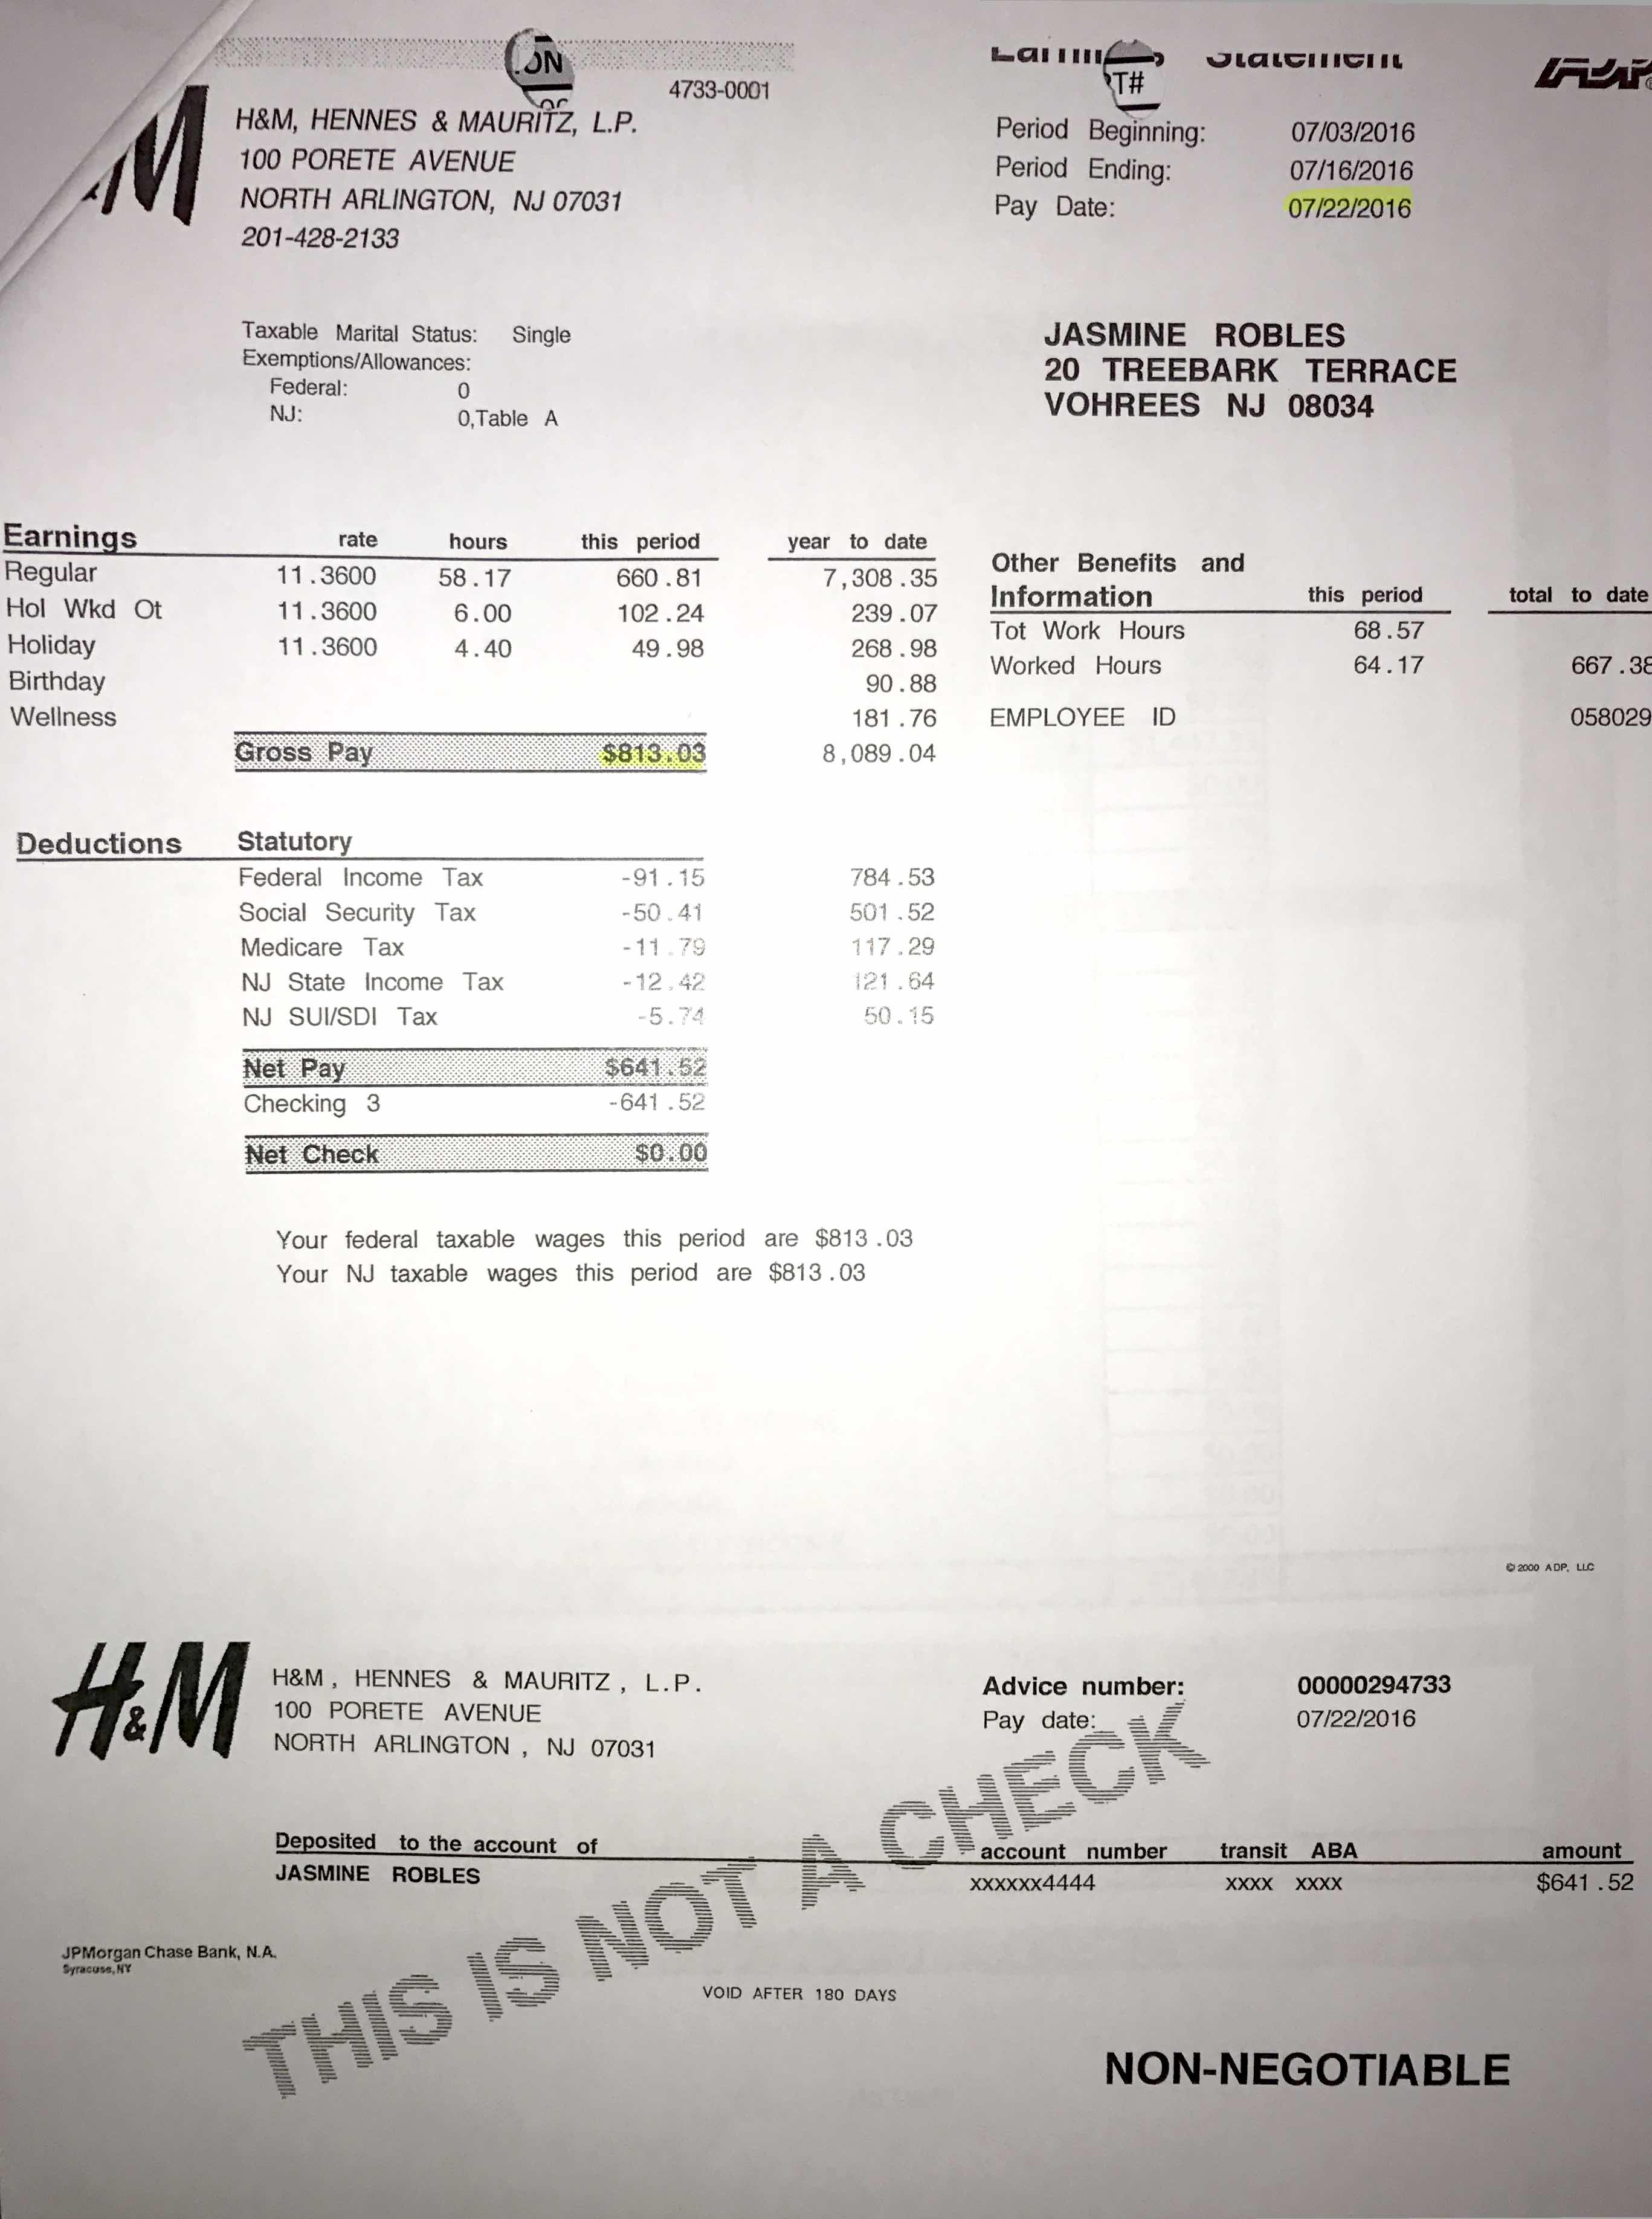 ON
4733-0001
H&M, HENNES & MAURITZ, L.P.
100 PORETE AVENUE
NORTH ARLINGTON, NJ 07031
201-428-2133
Statement
T#
ADP
Period Beginning: 07/03/2016
Period Ending: 07/16/2016
Pay Date: 07/22/2016
M
Taxable Marital Status: Single
Exemptions/Allowances:
Federal: 0
NJ: 0,Table A
JASMINE ROBLES
20 TREEBARK TERRACE
VOHREES NJ 08034
Earnings rate hours this period year to date
Regular 11.3600 58.17 660.81 7,308.35
Hol Wkd Ot 11.3600 6.00 102.24 239.07
Holiday 11.3600 4.40 49.98 268.98
Birthday 90.88
Wellness 181.76
Gross Pay $813.03 8,089.04
Other Benefits and
Information this period total to date
Tot Work Hours 68.57
Worked Hours 64.17 667.38
EMPLOYEE ID 058029
Deductions Statutory
Federal Income Tax -91.15 784.53
Social Security Tax -50.41 501.52
Medicare Tax -11.79 117.29
NJ State Income Tax -12.42 121.64
NJ SUI/SDI Tax -5.74 50.15
Net Pay $641.52
Checking 3 -641.52
Net Check $0.00
Your federal taxable wages this period are $813.03
Your NJ taxable wages this period are $813.03
© 2000 ADP, LLC
H&M
H&M, HENNES & MAURITZ, L.P.
100 PORETE AVENUE
NORTH ARLINGTON, NJ 07031
Advice number: 00000294733
Pay date: 07/22/2016
THIS IS NOT A CHECK
Deposited to the account of account number transit ABA amount
JASMINE ROBLES xxxxxx4444 xxxx xxxx $641.52
JPMorgan Chase Bank, N.A.
Syracuse, NY
VOID AFTER 180 DAYS
NON-NEGOTIABLE